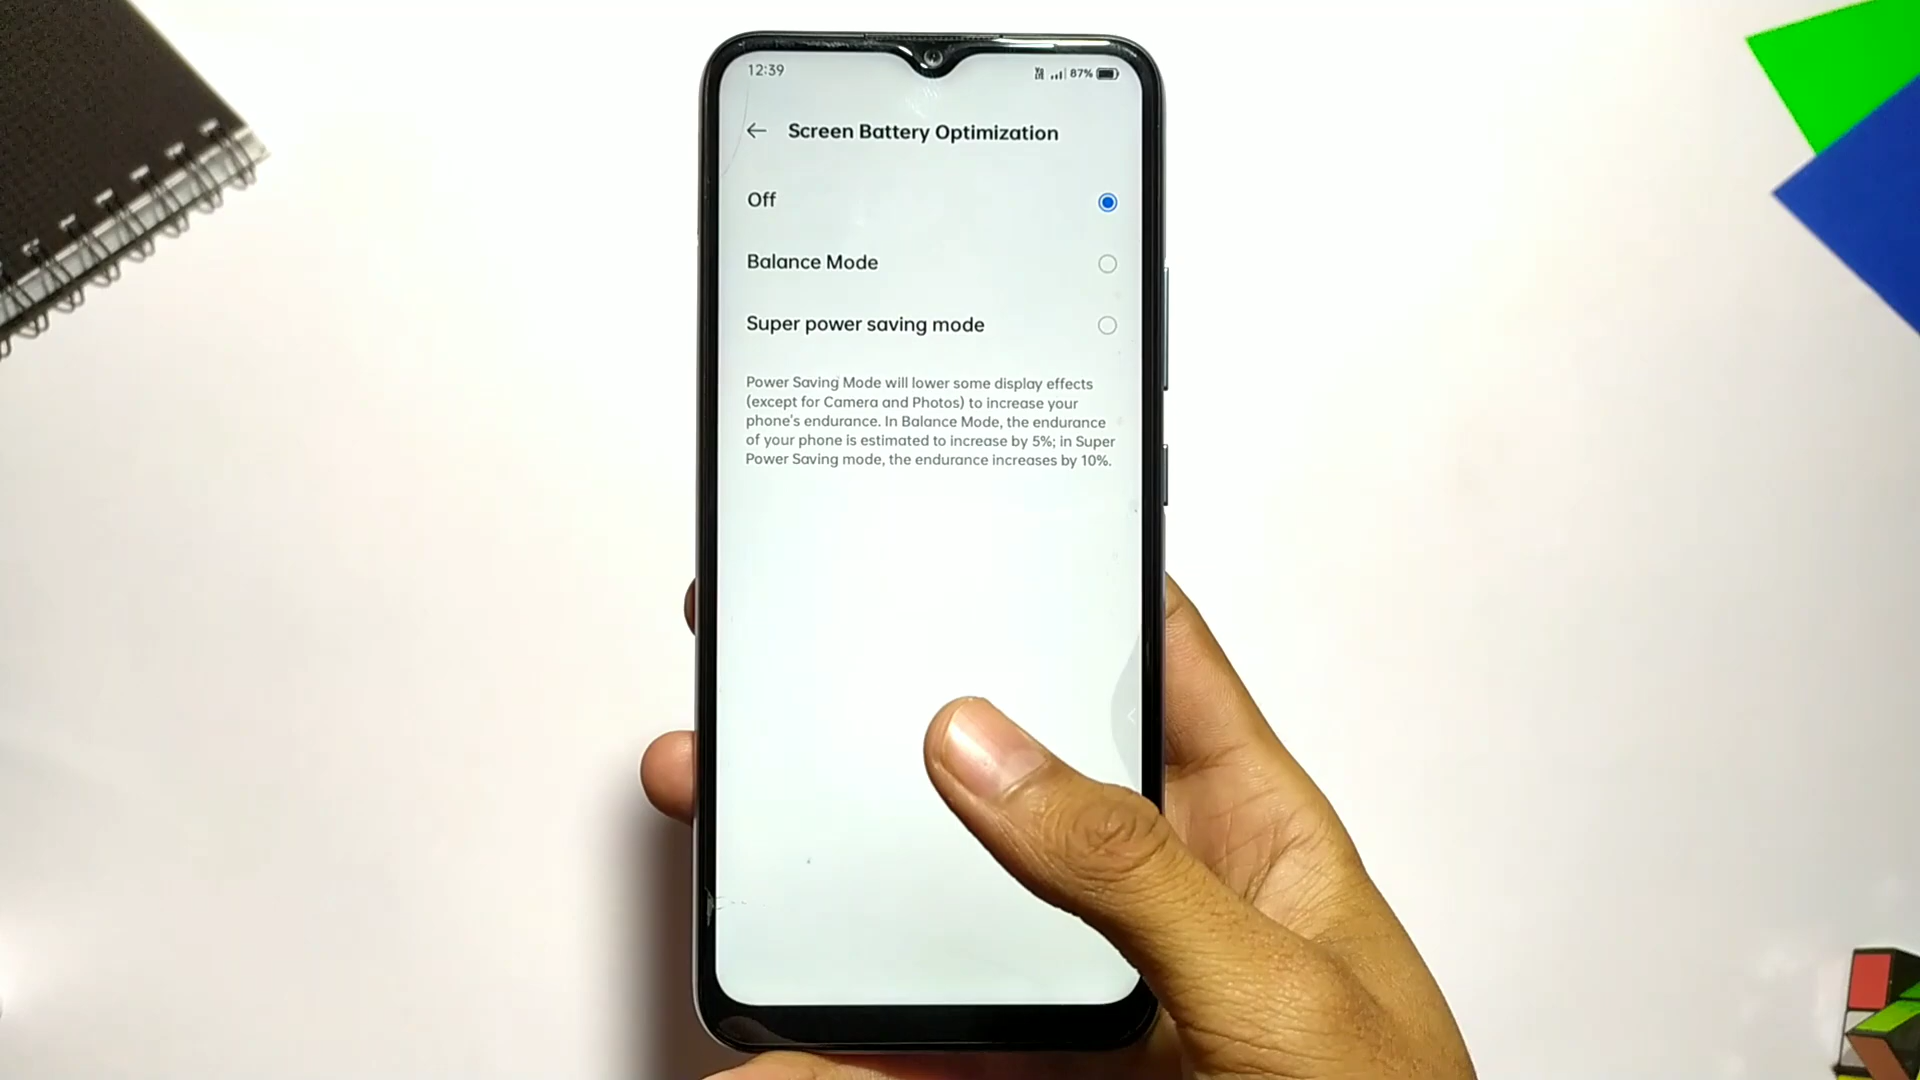 12:39
87%
Screen Battery Optimization
Off
Balance Mode
Super power saving mode
Power Saving Mode will lower some display effects
(except for Camera and Photos) to increase your
phone's endurance. In Balance Mode, the endurance
of your phone is estimated to increase by 5%; in Super
Power Saving mode, the endurance increases by 10%.